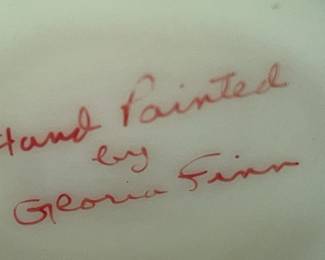 Hand Painted
by
Gloria Finn